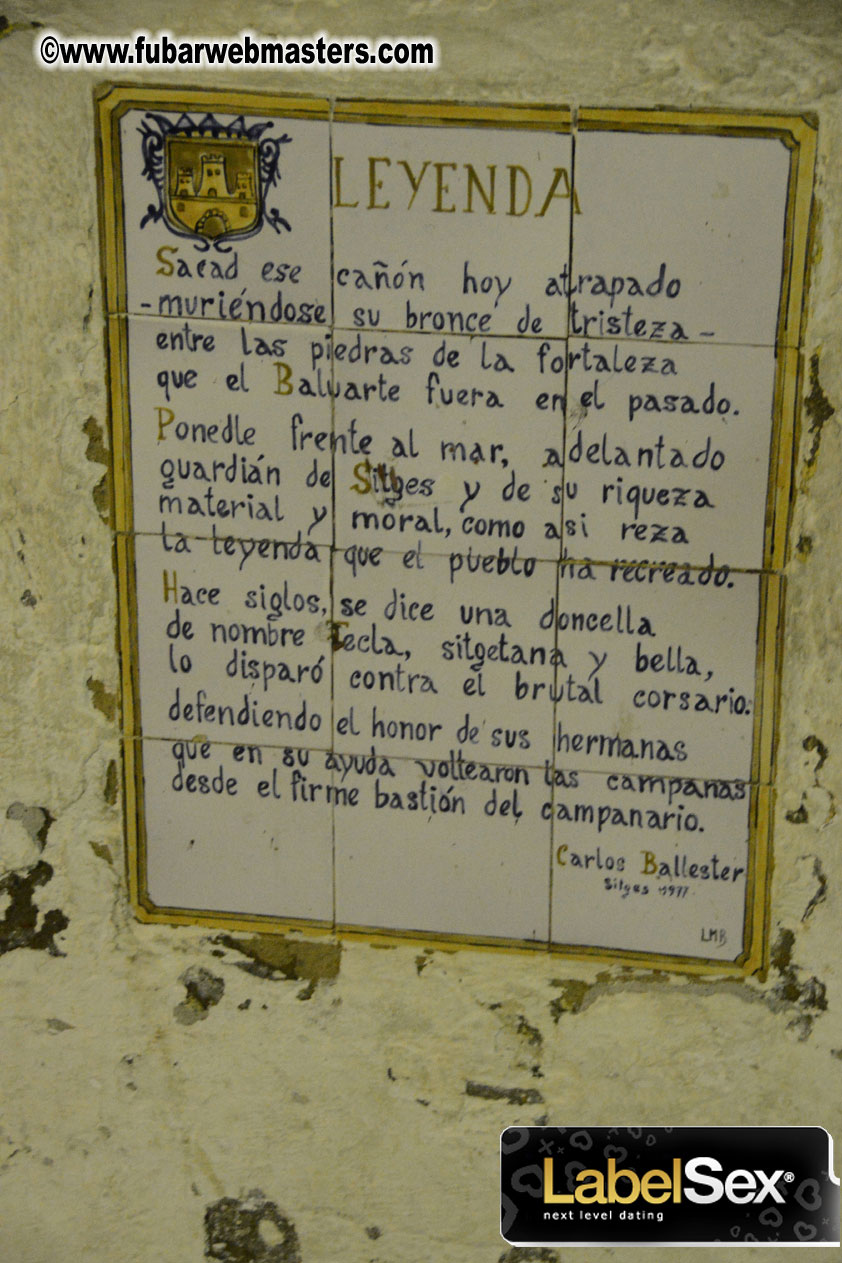 ©www.fubarwebmasters.com
LEYENDA
Sacad ese cañón hoy atrapado
-muriéndose su bronce de tristeza-
entre las piedras de la fortaleza
que el Baluarte fuera en el pasado.
Ponedle frente al mar, adelantado
guardián de Sitges y de su riqueza
material y moral, como asi reza
la leyenda que el pueblo ha recreado.
Hace siglos, se dice una doncella
de nombre Tecla, sitgetana y bella,
lo disparó contra el brutal corsario.
defendiendo el honor de sus hermanas
que en su ayuda voltearon las campanas
desde el firme bastión del campanario.
Carlos Ballester
Sitges 1977
LMB
LabelSex®
next level dating